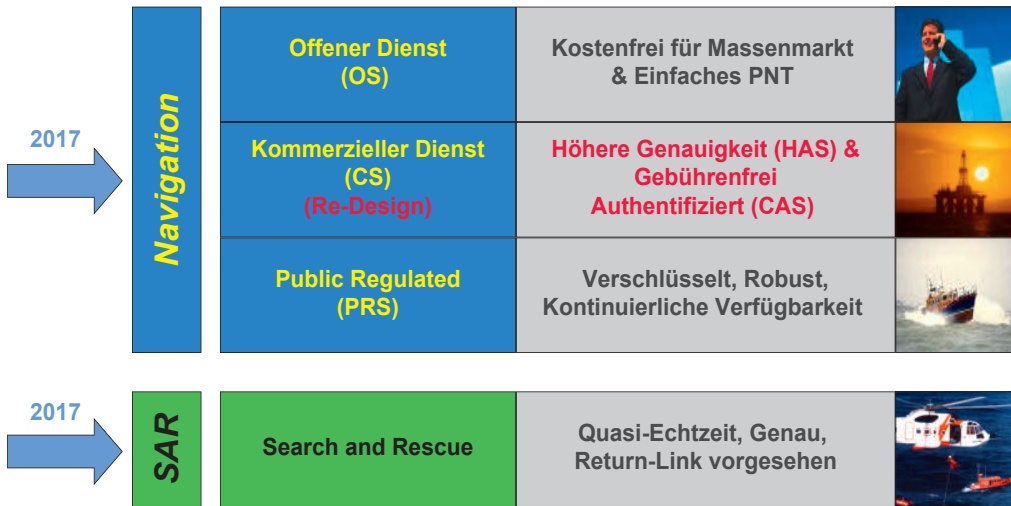 2017
Navigation
Offener Dienst
(OS)
Kostenfrei für Massenmarkt
& Einfaches PNT
Kommerzieller Dienst
(CS)
(Re-Design)
Höhere Genauigkeit (HAS) &
Gebührenfrei
Authentifiziert (CAS)
Public Regulated
(PRS)
Verschlüsselt, Robust,
Kontinuierliche Verfügbarkeit
2017
SAR
Search and Rescue
Quasi-Echtzeit, Genau,
Return-Link vorgesehen